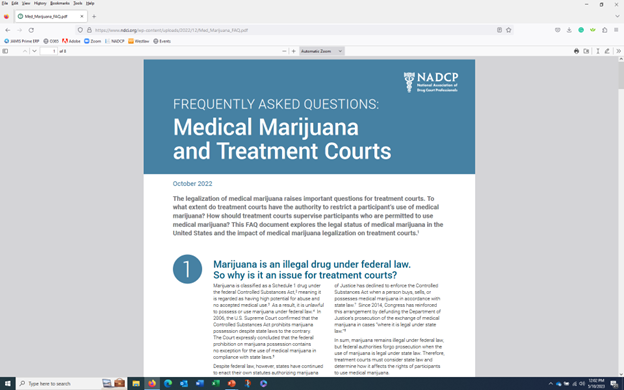 File Edit View History Bookmarks Tools Help
Med_Marijuana_FAQ.pdf
https://www.ndci.org/wp-content/uploads/2022/12/Med_Marijuana_FAQ.pdf
AIMIS Prime ERP O365 Adobe Zoom NADCP Wrxflo Events
1 of 8
Automatic Zoom
NADCP
National Association of
Drug Court Professionals
FREQUENTLY ASKED QUESTIONS:
Medical Marijuana
and Treatment Courts
October 2022
The legalization of medical marijuana raises important questions for treatment courts. To
what extent do treatment courts have the authority to restrict a participant's use of medical
marijuana? How should treatment courts supervise participants who are permitted to use
medical marijuana? This FAQ document explores the legal status of medical marijuana in the
United States and the impact of medical marijuana legalization on treatment courts.¹
1
Marijuana is an illegal drug under federal law.
So why is it an issue for treatment courts?
Marijuana is classified as a Schedule 1 drug under
the federal Controlled Substances Act,² meaning it
is regarded as having high potential for abuse and
no accepted medical use.³ As a result, it is unlawful
to possess or use marijuana under federal law.⁴ In
2006, the U.S. Supreme Court confirmed that the
Controlled Substances Act prohibits marijuana
possession despite state laws to the contrary.
The Court expressly concluded that the federal
prohibition on marijuana possession contains
no exception for the use of medical marijuana in
compliance with state laws.
Despite federal law, however, states have continued
to enact their own statutes authorizing marijuana
of Justice has declined to enforce the Controlled
Substances Act when a person buys, sells, or
possesses medical marijuana in accordance with
state law. Since 2014, Congress has reinforced
this arrangement by defunding the Department of
Justice's prosecution of the exchange of medical
marijuana in cases "where it is legal under state
law."
In sum, marijuana remains illegal under federal law,
but federal authorities forgo prosecution when the
use of marijuana is legal under state law. Therefore,
treatment courts must consider state law and
determine how it affects the rights of participants
to use medical marijuana.
Type here to search
12:02 PM
5/16/2023